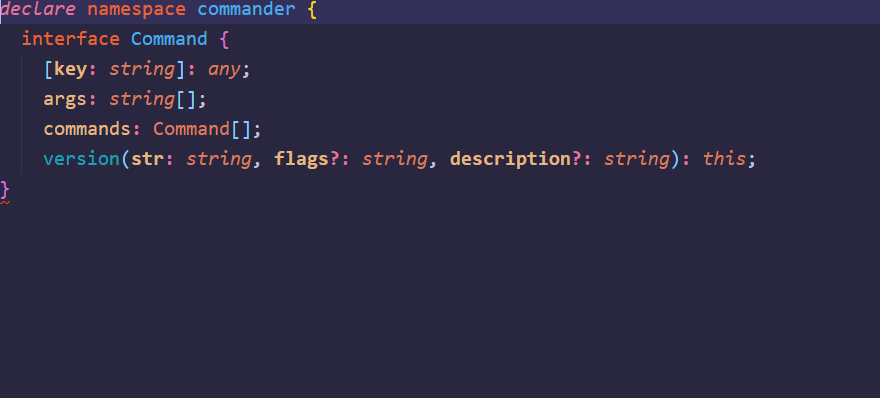 declare namespace commander {
  interface Command {
    [key: string]: any;
    args: string[];
    commands: Command[];
    version(str: string, flags?: string, description?: string): this;
}